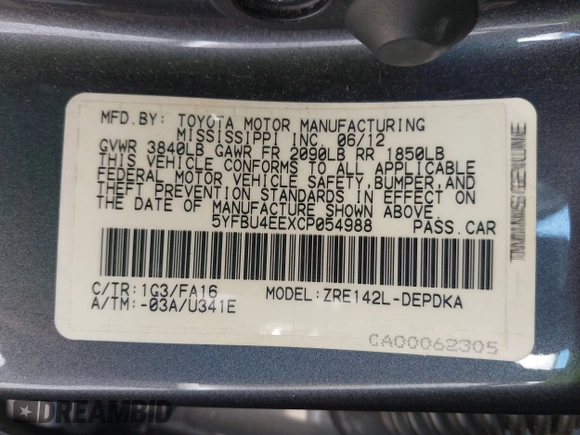 MFD.BY: TOYOTA MOTOR MANUFACTURING
MISSISSIPPI INC. 06/12
GVWR 3840LB GAWR FR 2090LB RR 1850LB
THIS VEHICLE CONFORMS TO ALL APPLICABLE
FEDERAL MOTOR VEHICLE SAFETY,BUMPER,AND
THEFT PREVENTION STANDARDS IN EFFECT ON
THE DATE OF MANUFACTURE SHOWN ABOVE.
5YFBU4EEXCP054988 PASS.CAR
C/TR:1G3/FA16 MODEL:ZRE142L-DEPDKA
A/TM:-03A/U341E
CA00062305
DREAMBID